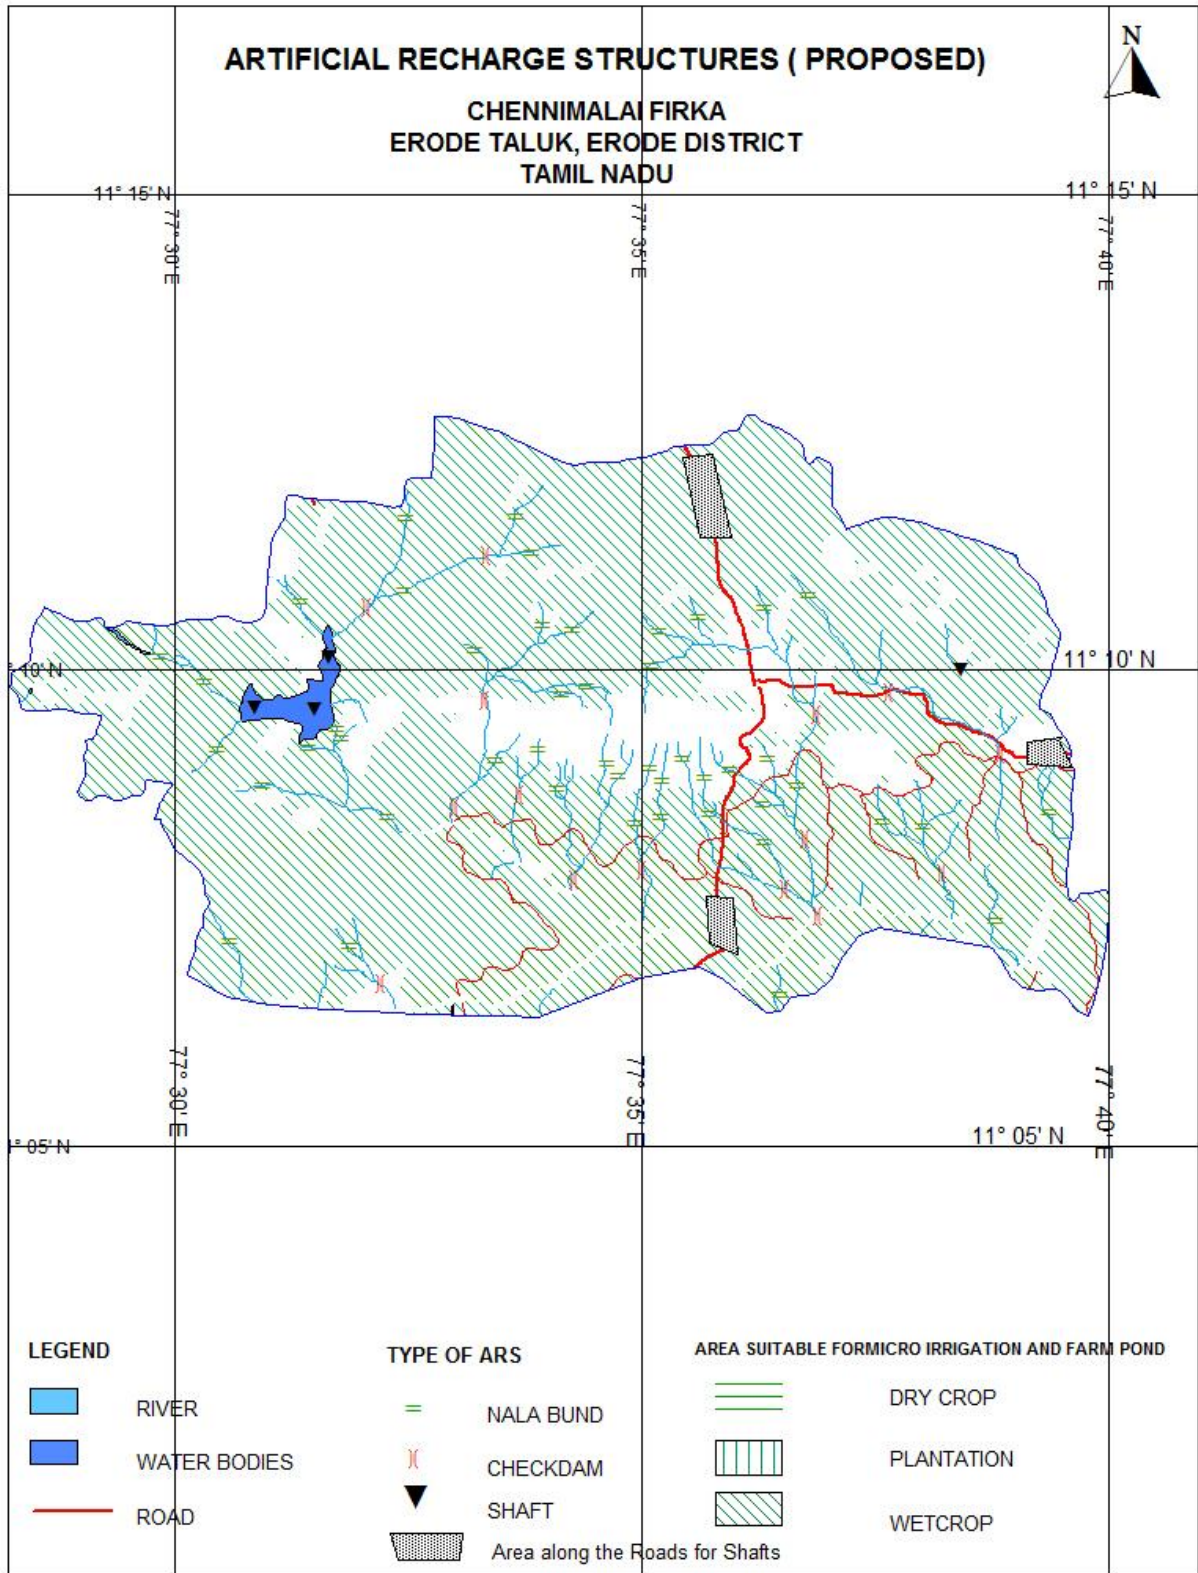 N
ARTIFICIAL RECHARGE STRUCTURES ( PROPOSED)
CHENNIMALAI FIRKA
ERODE TALUK, ERODE DISTRICT
TAMIL NADU
11° 15' N
11° 15' N
77° 30' E
77° 35' E
77° 40' E
10' N
11° 10' N
77° 30' E
77° 35' E
77° 40' E
° 05' N
11° 05' N
LEGEND
RIVER
WATER BODIES
ROAD
TYPE OF ARS
NALA BUND
CHECKDAM
SHAFT
Area along the Roads for Shafts
AREA SUITABLE FORMICRO IRRIGATION AND FARM POND
DRY CROP
PLANTATION
WETCROP